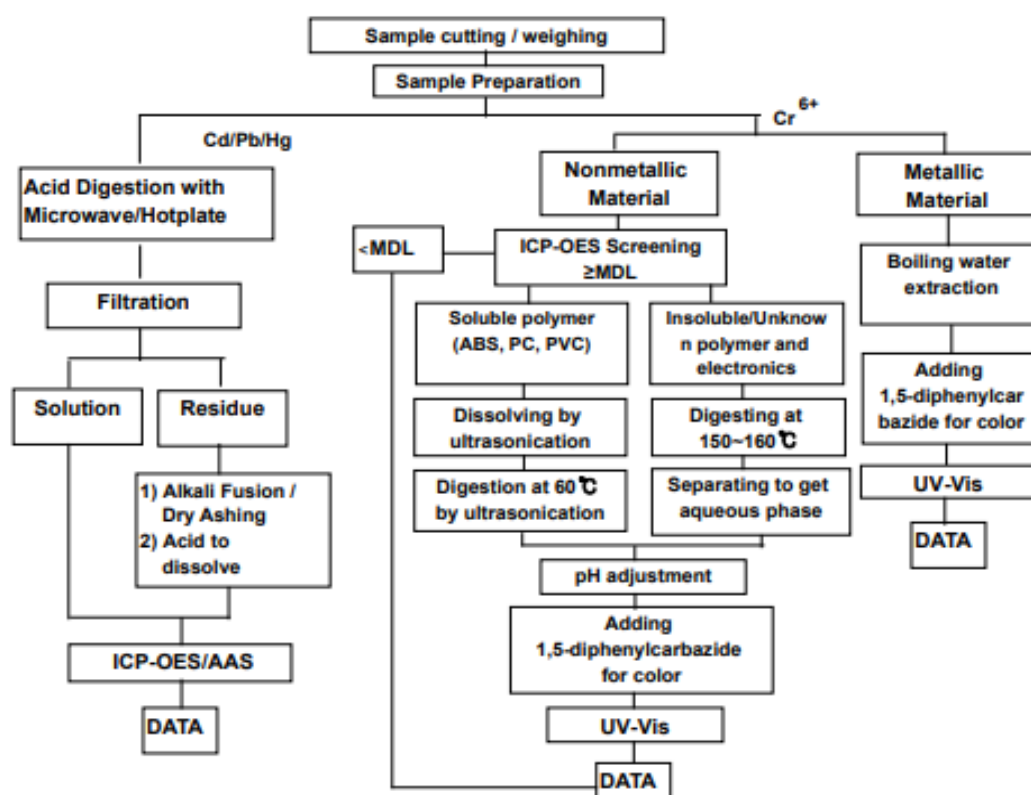 Sample cutting / weighing
Sample Preparation
Cr 6+
Cd/Pb/Hg
Acid Digestion with
Microwave/Hotplate
Filtration
Solution
Residue
1) Alkali Fusion /
Dry Ashing
2) Acid to
dissolve
ICP-OES/AAS
DATA
Nonmetallic
Material
<MDL
ICP-OES Screening
≥MDL
Soluble polymer
(ABS, PC, PVC)
Dissolving by
ultrasonication
Digestion at 60℃
by ultrasonication
Insoluble/Unknow
n polymer and
electronics
Digesting at
150~160℃
Separating to get
aqueous phase
pH adjustment
Adding
1,5-diphenylcarbazide
for color
UV-Vis
DATA
Metallic
Material
Boiling water
extraction
Adding
1,5-diphenylcar
bazide for color
UV-Vis
DATA